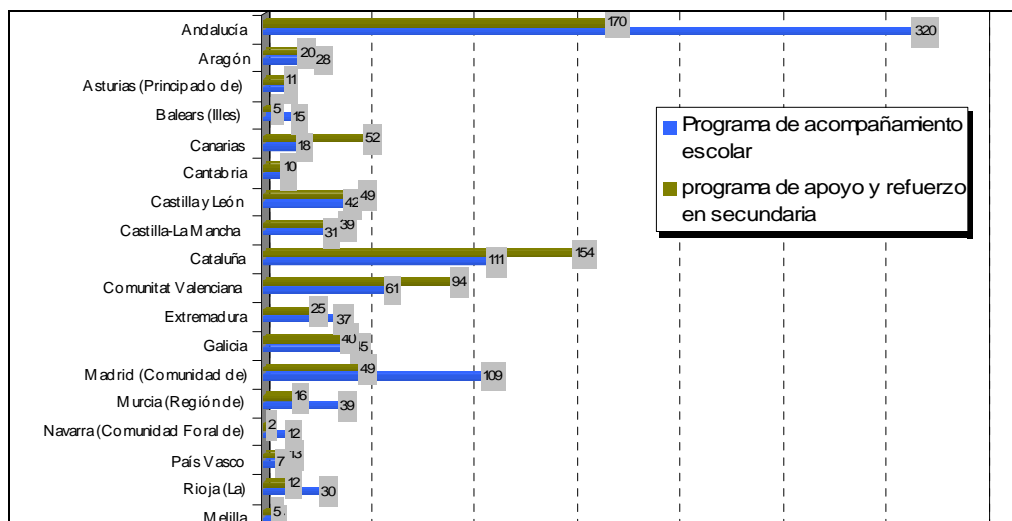 Andalucía
170
320
Aragón
20
28
Asturias (Principado de)
11
Balears (Illes)
5
15
Canarias
52
18
Cantabria
10
Castilla y León
49
42
Castilla-La Mancha
39
31
Cataluña
154
111
Comunitat Valenciana
94
61
Extremadura
25
37
Galicia
40
Madrid (Comunidad de)
49
109
Murcia (Región de)
16
39
Navarra (Comunidad Foral de)
2
12
País Vasco
13
7
Rioja (La)
12
30
Melilla
5
Programa de acompañamiento
escolar
programa de apoyo y refuerzo
en secundaria